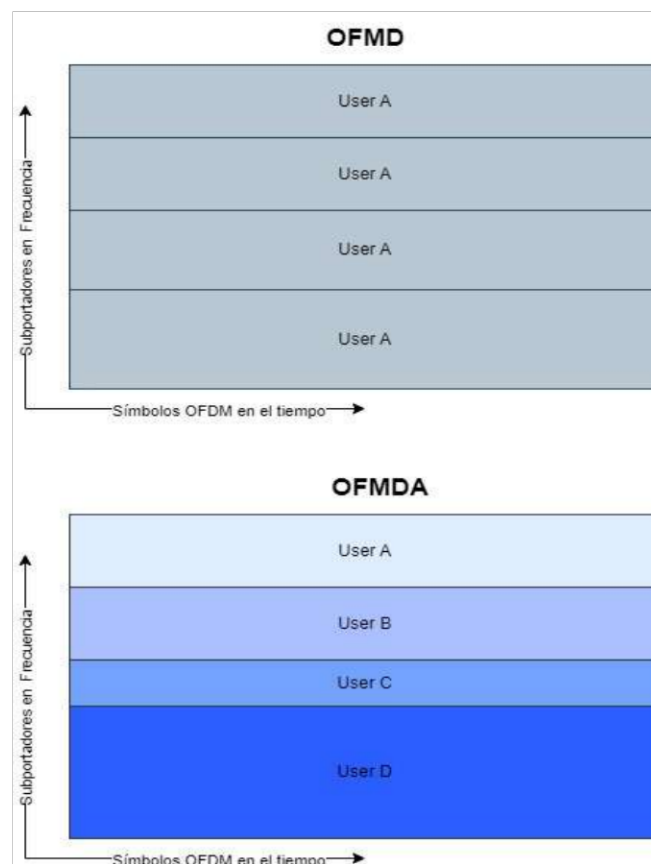 OFMD
User A
User A
User A
User A
Subportadores en Frecuencia
Símbolos OFDM en el tiempo
OFMDA
User A
User B
User C
User D
Subportadores en Frecuencia
Símbolos OFDM en el tiempo